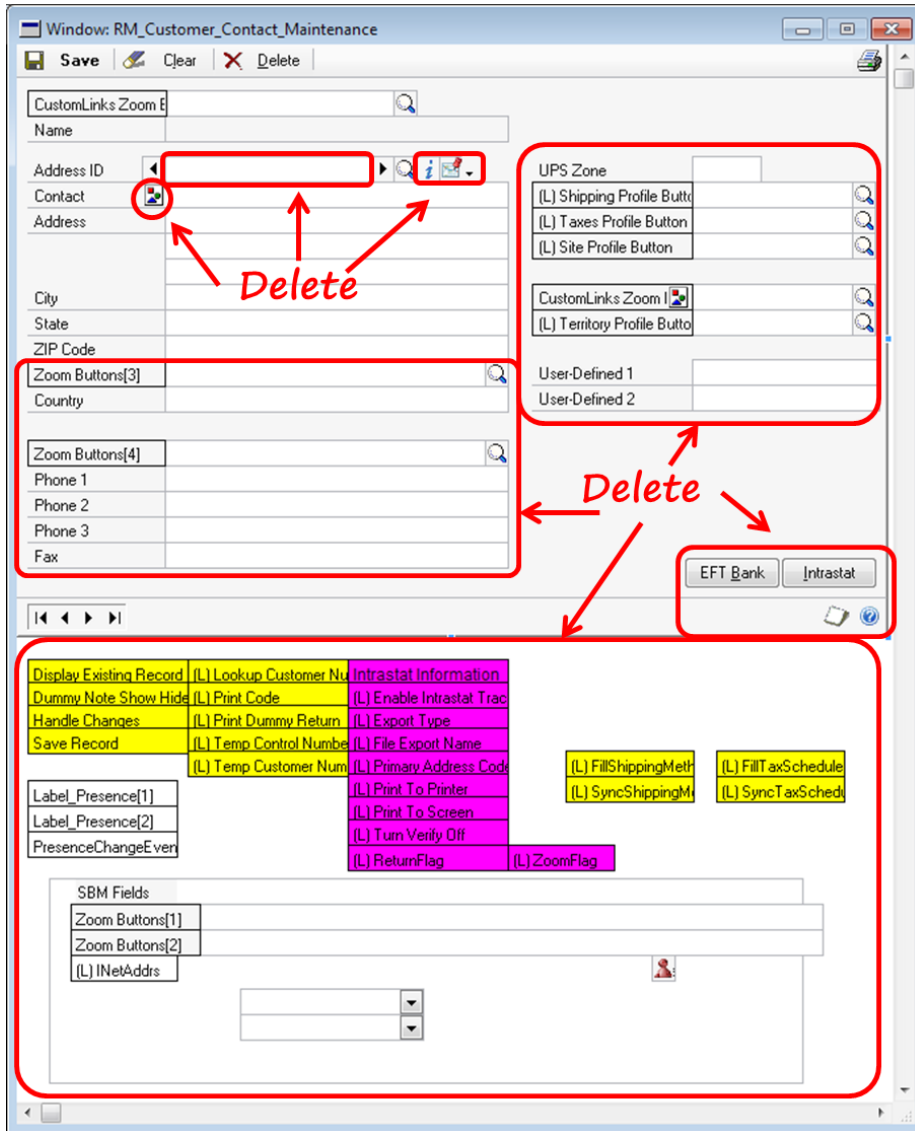 Window: RM_Customer_Contact_Maintenance
Save Clear Delete
CustomLinks Zoom B
Name
Address ID
Contact
Address
City
State
ZIP Code
Zoom Buttons[3]
Country
Zoom Buttons[4]
Phone 1
Phone 2
Phone 3
Fax
Delete
UPS Zone
(L) Shipping Profile Butto
(L) Taxes Profile Button
(L) Site Profile Button
CustomLinks Zoom I
(L) Territory Profile Butto
User-Defined 1
User-Defined 2
Delete
EFT Bank Intrastat
Display Existing Record (L) Lookup Customer Nu Intrastat Information
Dummy Note Show Hide (L) Print Code (L) Enable Intrastat Trac
Handle Changes (L) Print Dummy Return (L) Export Type
Save Record (L) Temp Control Numbe (L) File Export Name
(L) Temp Customer Num (L) Primary Address Code (L) FillShippingMeth (L) FillTaxSchedule
Label_Presence[1] (L) Print To Printer (L) SyncShippingM (L) SyncTaxSchedu
Label_Presence[2] (L) Print To Screen
PresenceChangeEven (L) Turn Verify Off
(L) ReturnFlag (L) ZoomFlag
SBM Fields
Zoom Buttons[1]
Zoom Buttons[2]
(L) INetAddrs